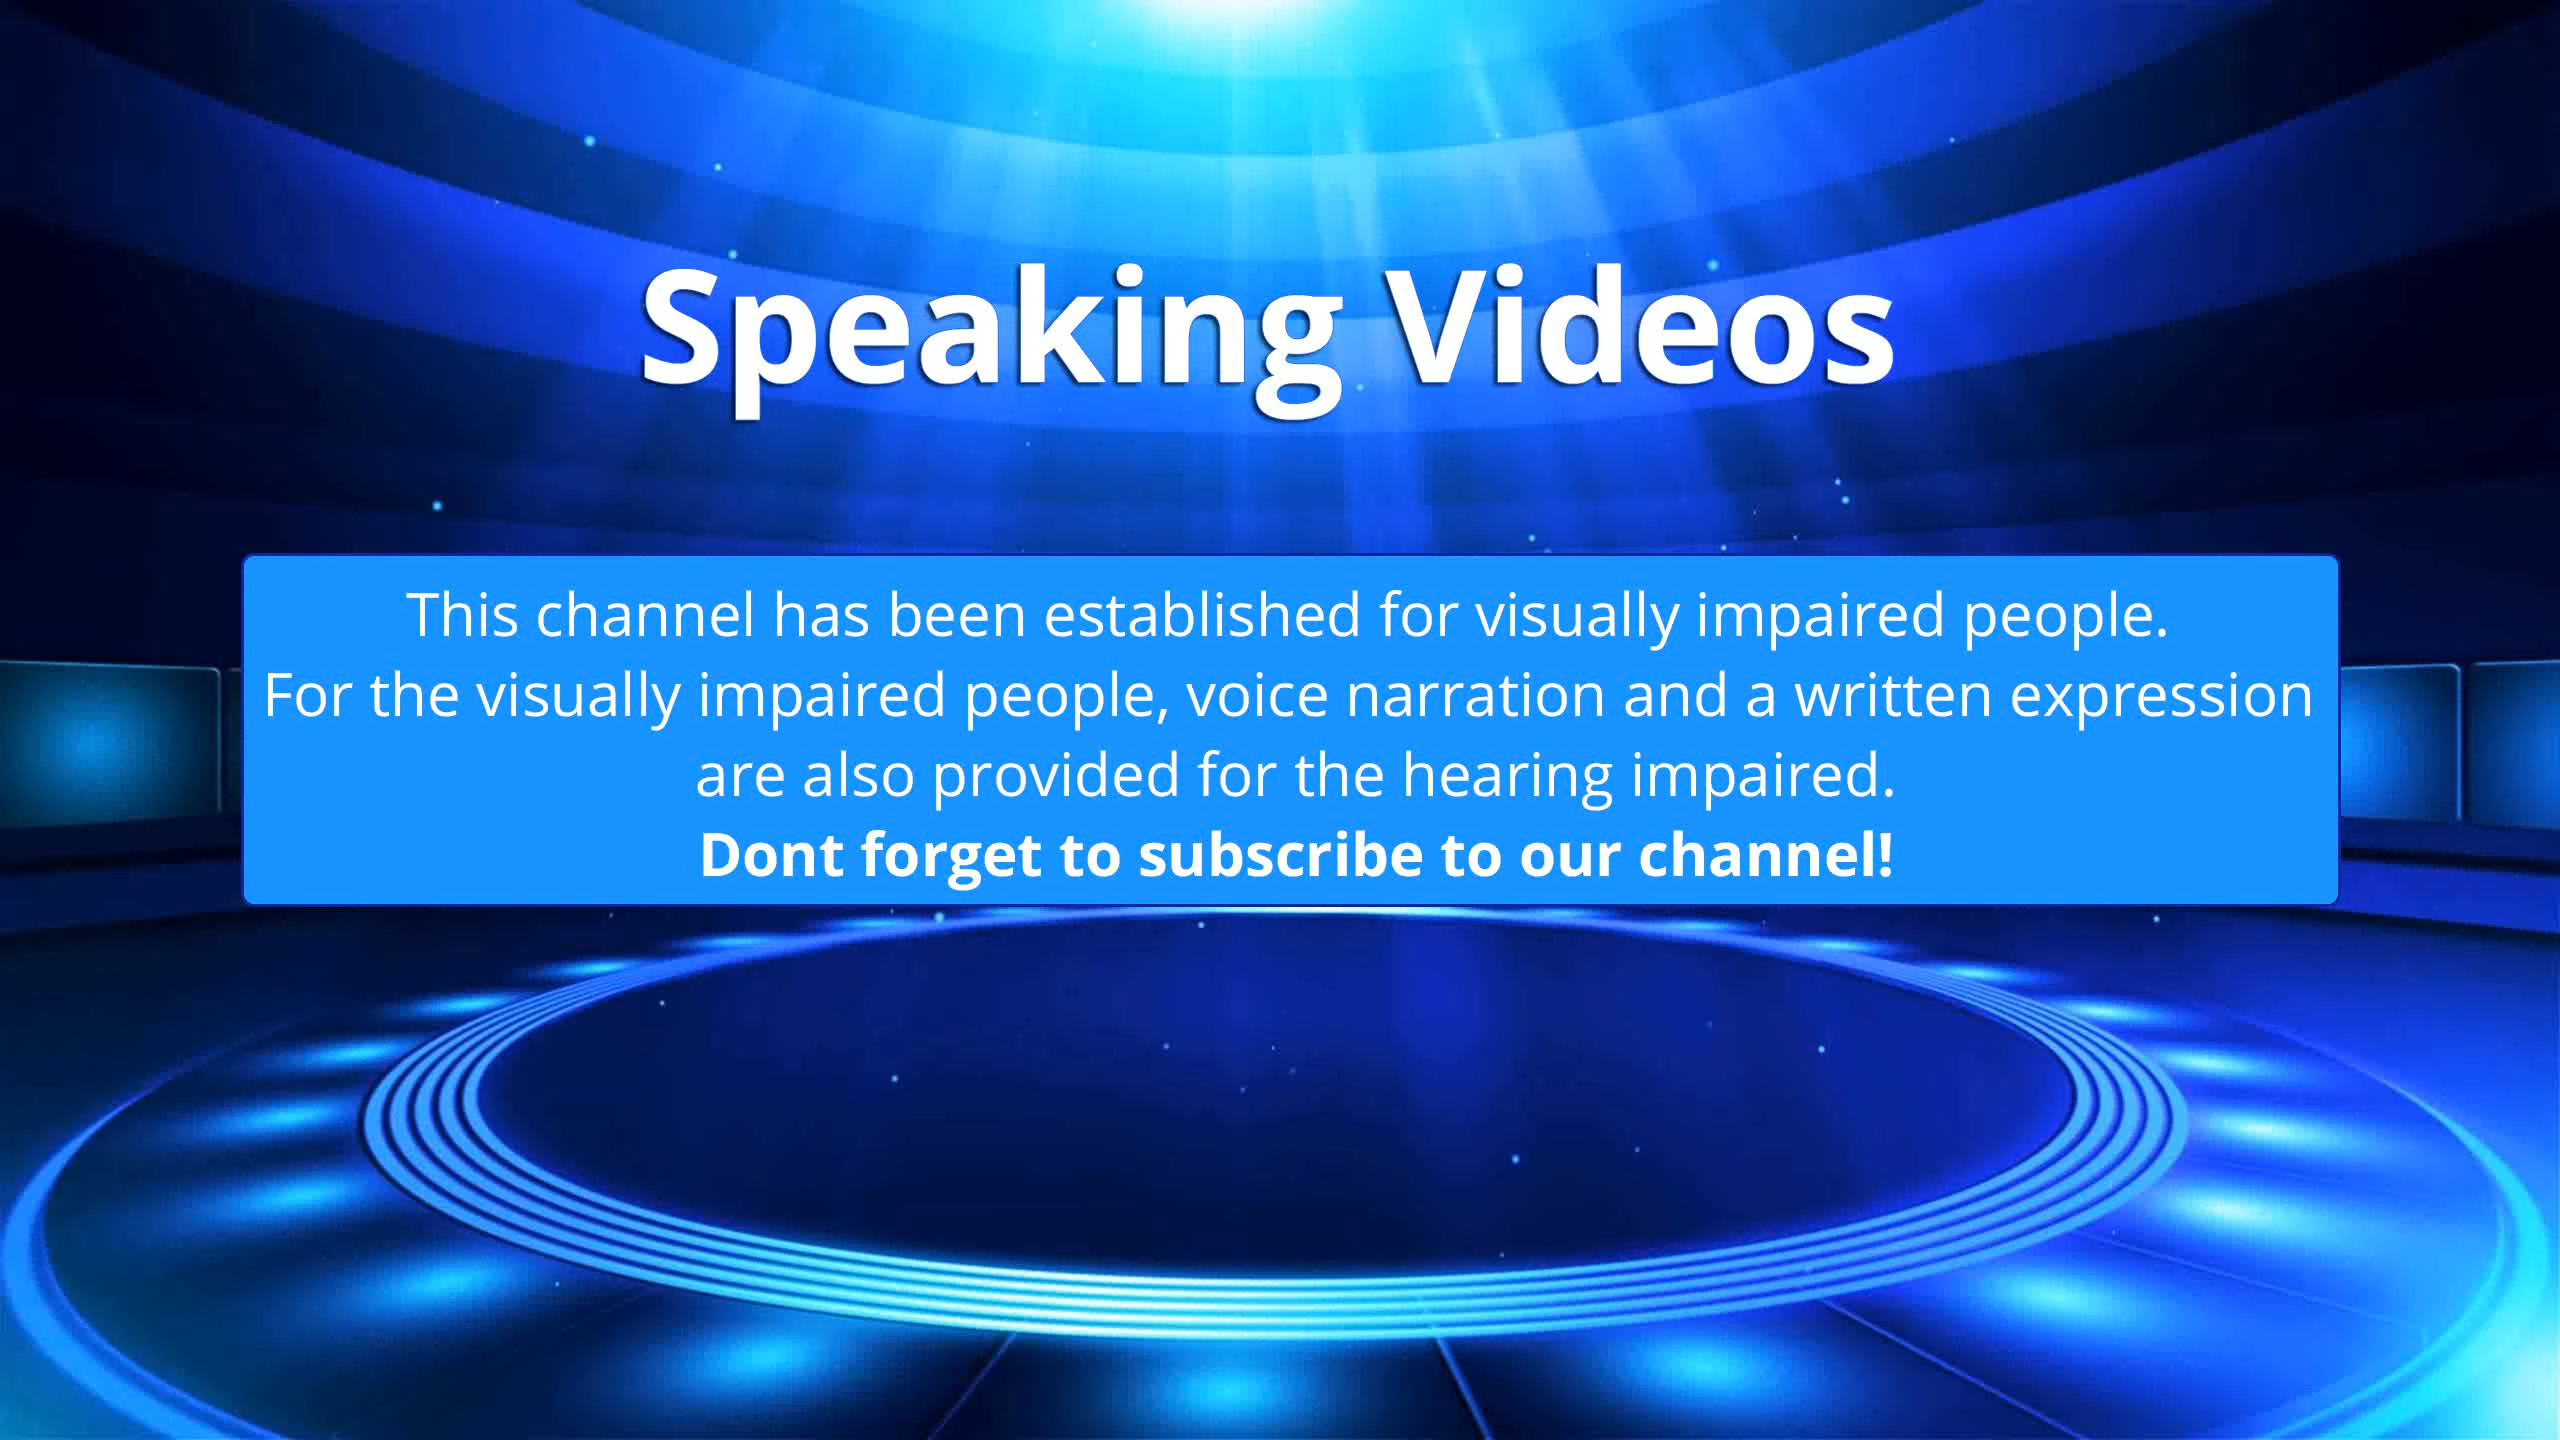 Speaking Videos
This channel has been established for visually impaired people.
For the visually impaired people, voice narration and a written expression
are also provided for the hearing impaired.
Dont forget to subscribe to our channel!